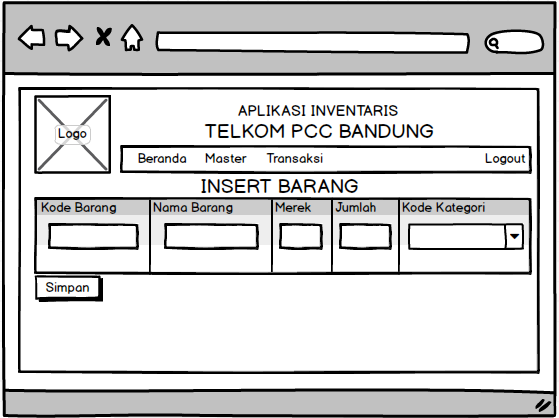 Logo
APLIKASI INVENTARIS
TELKOM PCC BANDUNG
Beranda Master Transaksi Logout
INSERT BARANG
Kode Barang Nama Barang Merek Jumlah Kode Kategori
Simpan